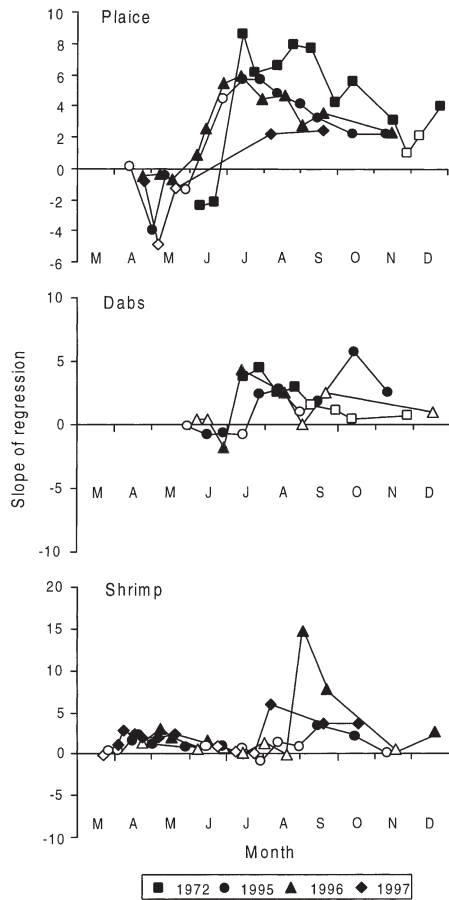 Plaice
10
8
6
4
2
0
-2
-4
-6
M A M J J A S O N D
Dabs
10
5
0
-5
-10
M A M J J A S O N D
Slope of regression
Shrimp
20
15
10
5
0
-5
-10
M A M J J A S O N D
Month
1972 1995 1996 1997